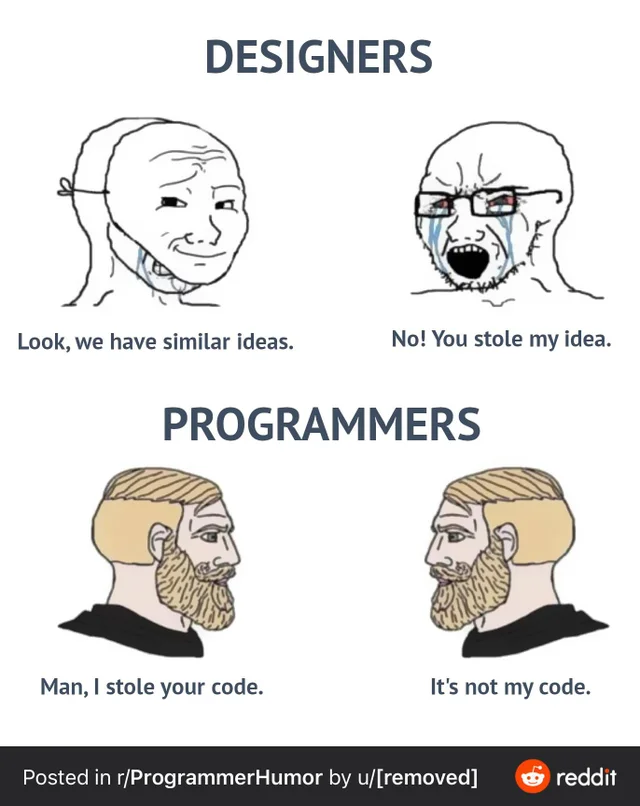 DESIGNERS
Look, we have similar ideas.
No! You stole my idea.
PROGRAMMERS
Man, I stole your code.
It's not my code.
Posted in r/ProgrammerHumor by u/[removed]
reddit